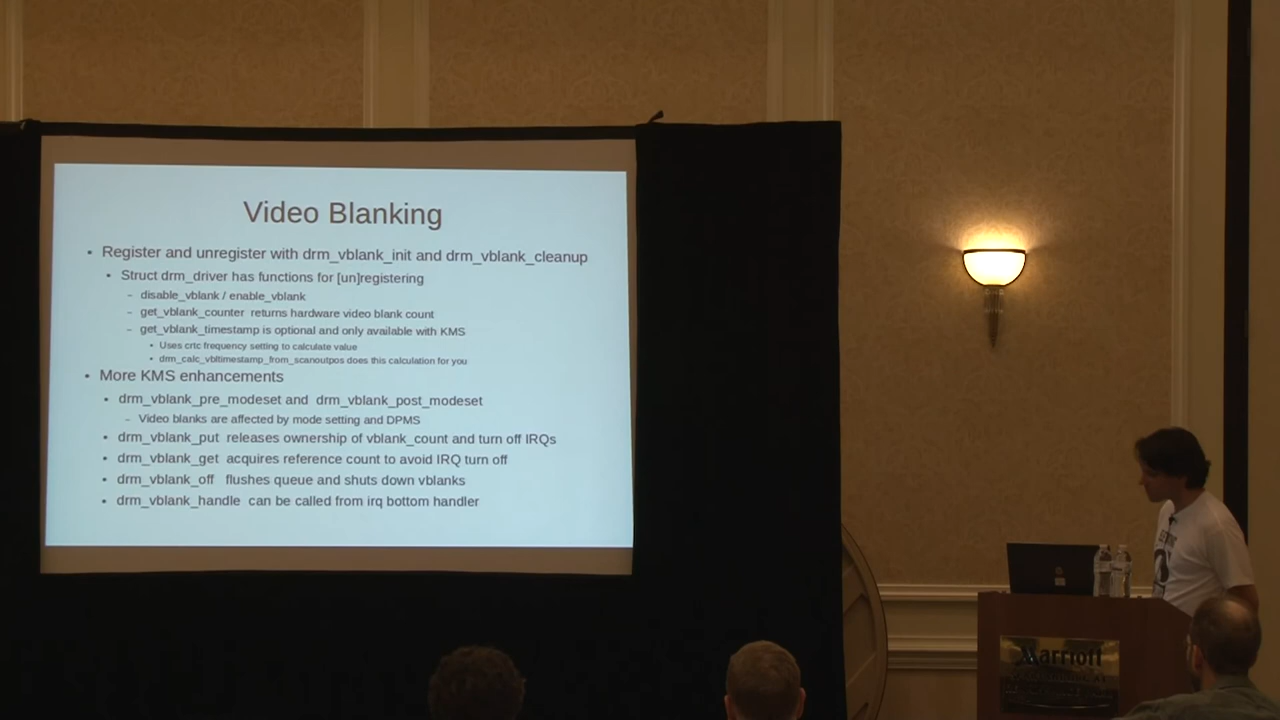 Video Blanking
• Register and unregister with drm_vblank_init and drm_vblank_cleanup
• Struct drm_driver has functions for [un]registering
– disable_vblank / enable_vblank
– get_vblank_counter returns hardware video blank count
– get_vblank_timestamp is optional and only available with KMS
• Uses crtc frequency setting to calculate value
• drm_calc_vbltimestamp_from_scanoutpos does this calculation for you
• More KMS enhancements
• drm_vblank_pre_modeset and drm_vblank_post_modeset
– Video blanks are affected by mode setting and DPMS
• drm_vblank_put releases ownership of vblank_count and turn off IRQs
• drm_vblank_get acquires reference count to avoid IRQ turn off
• drm_vblank_off flushes queue and shuts down vblanks
• drm_vblank_handle can be called from irq bottom handler
Marriott